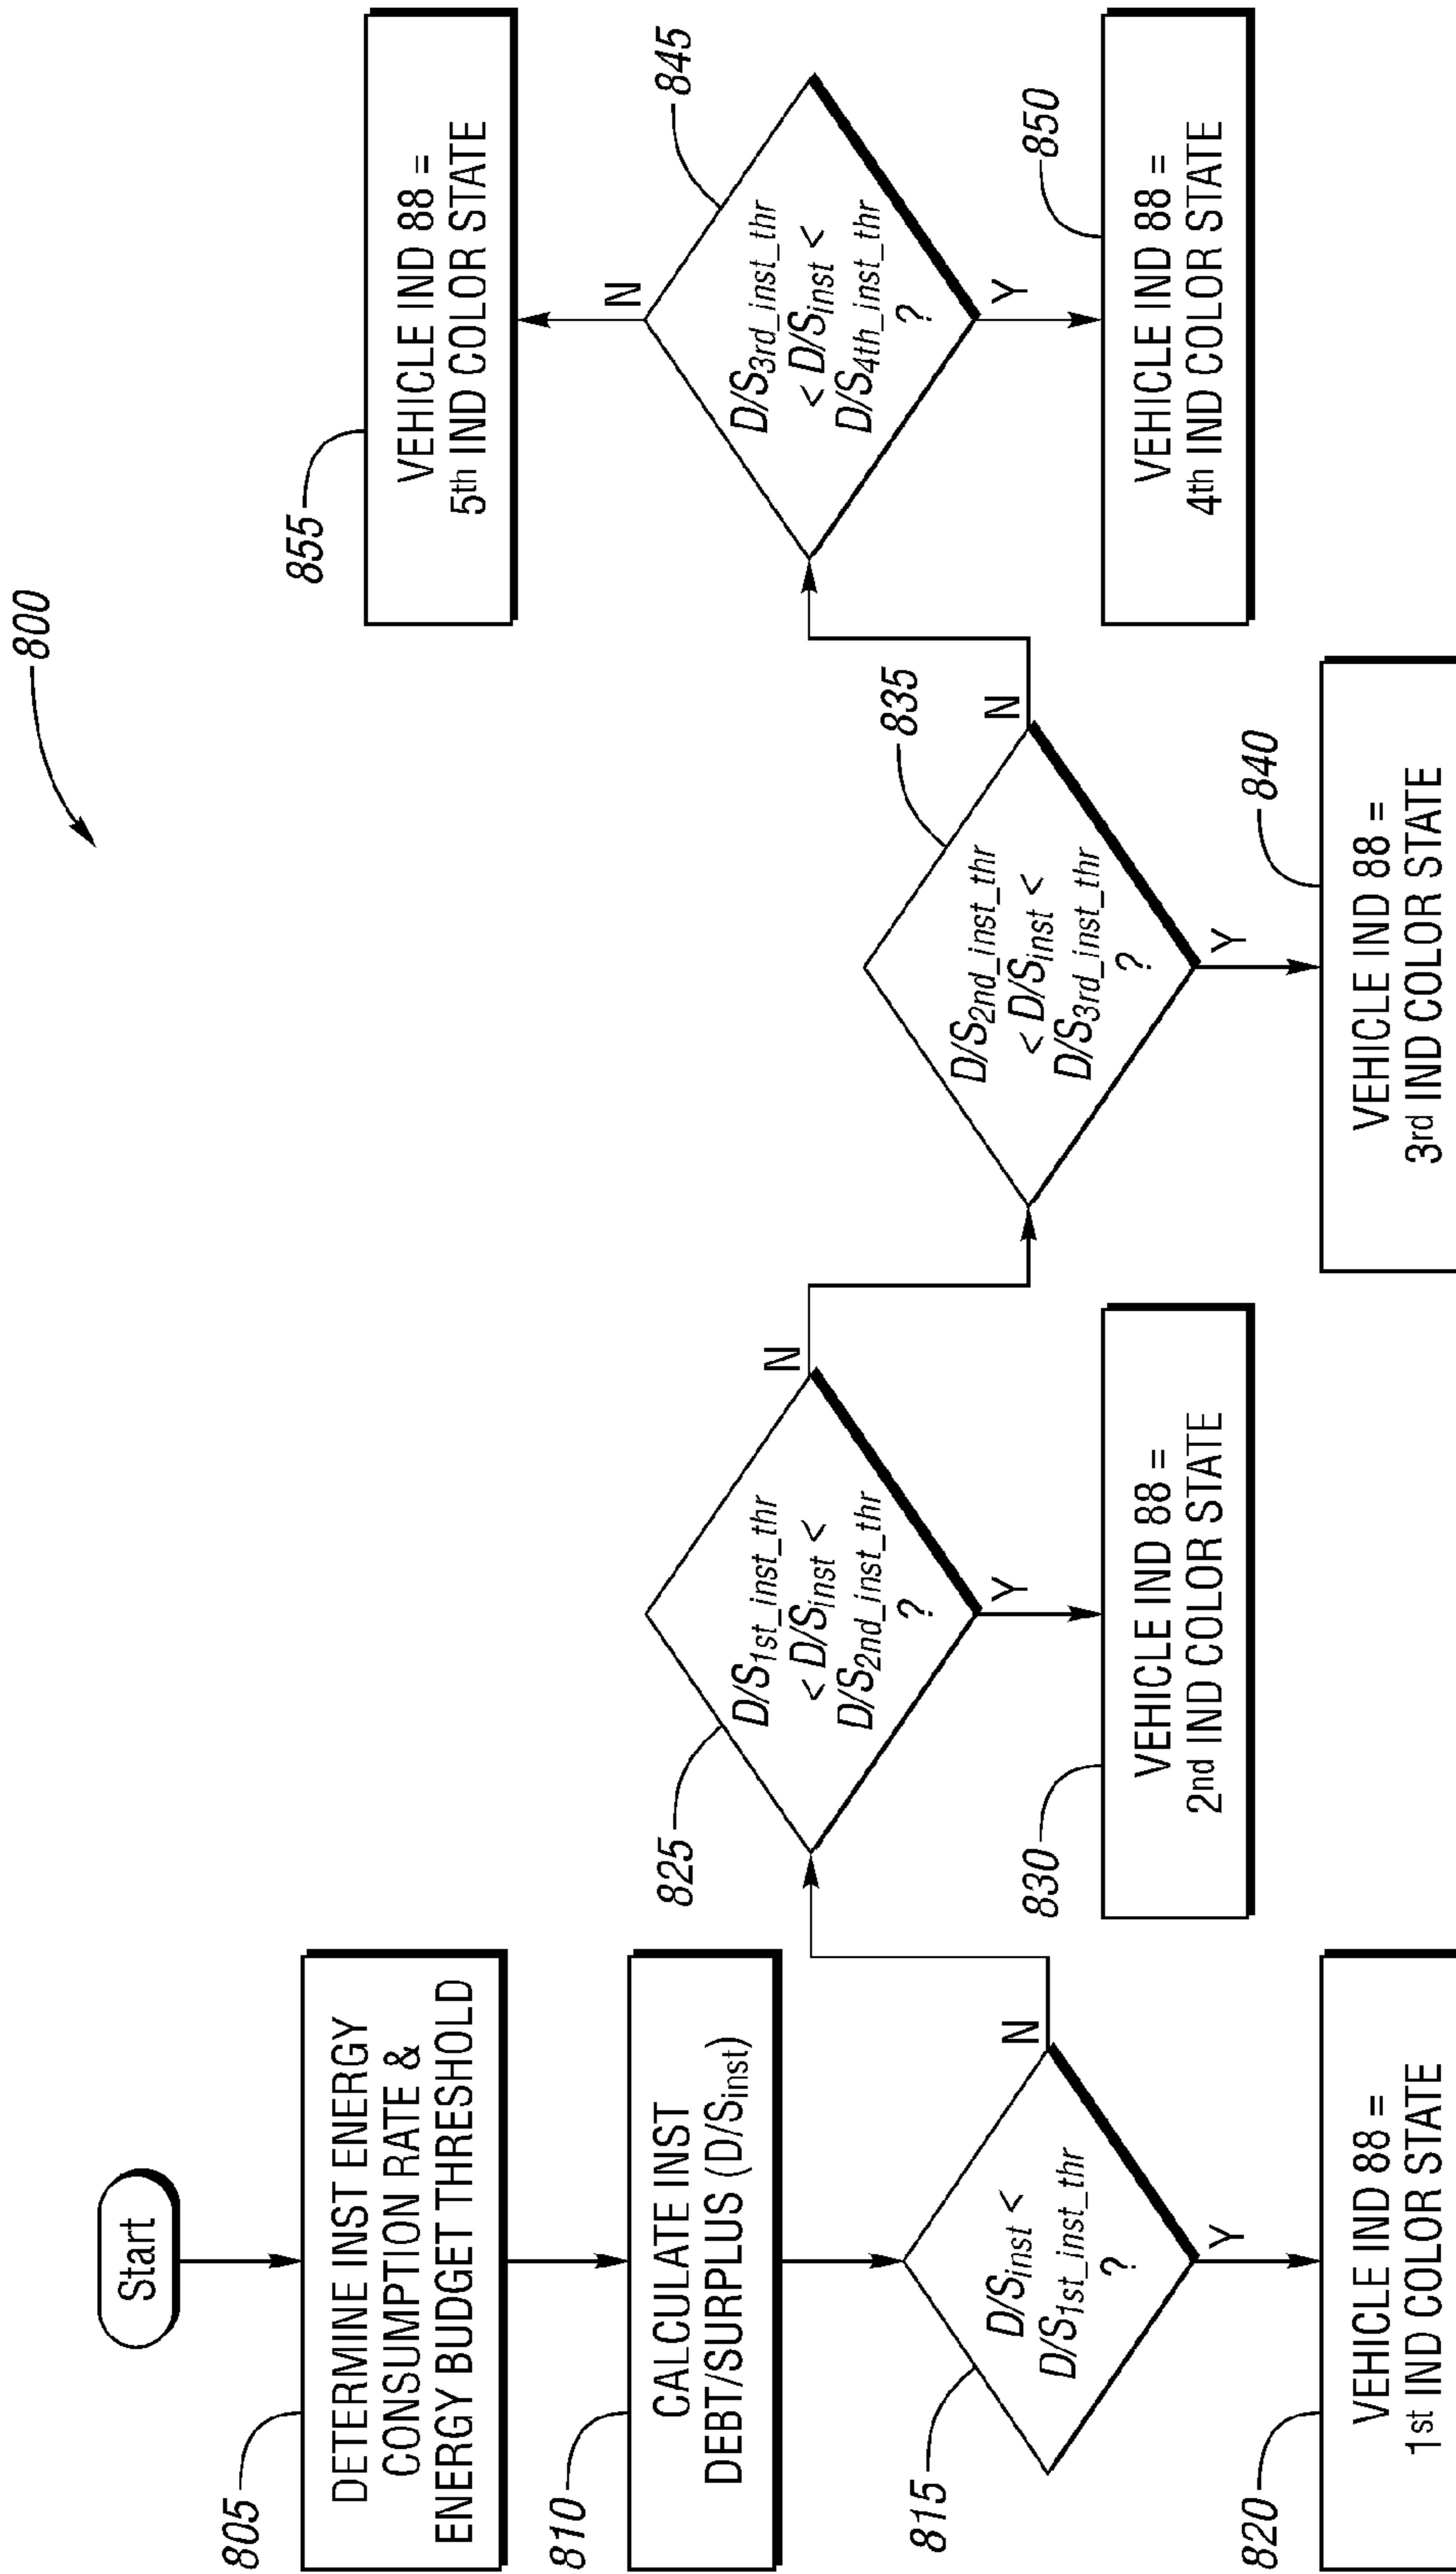 800
Start
805
DETERMINE INST ENERGY
CONSUMPTION RATE &
ENERGY BUDGET THRESHOLD
810
CALCULATE INST
DEBT/SURPLUS (D/Sinst)
815
D/Sinst <
D/S1st_inst_thr
?
N
Y
820
VEHICLE IND 88 =
1st IND COLOR STATE
825
D/S1st_inst_thr
< D/Sinst <
D/S2nd_inst_thr
?
N
Y
830
VEHICLE IND 88 =
2nd IND COLOR STATE
835
D/S2nd_inst_thr
< D/Sinst <
D/S3rd_inst_thr
?
N
Y
840
VEHICLE IND 88 =
3rd IND COLOR STATE
845
D/S3rd_inst_thr
< D/Sinst <
D/S4th_inst_thr
?
N
Y
850
VEHICLE IND 88 =
4th IND COLOR STATE
855
VEHICLE IND 88 =
5th IND COLOR STATE